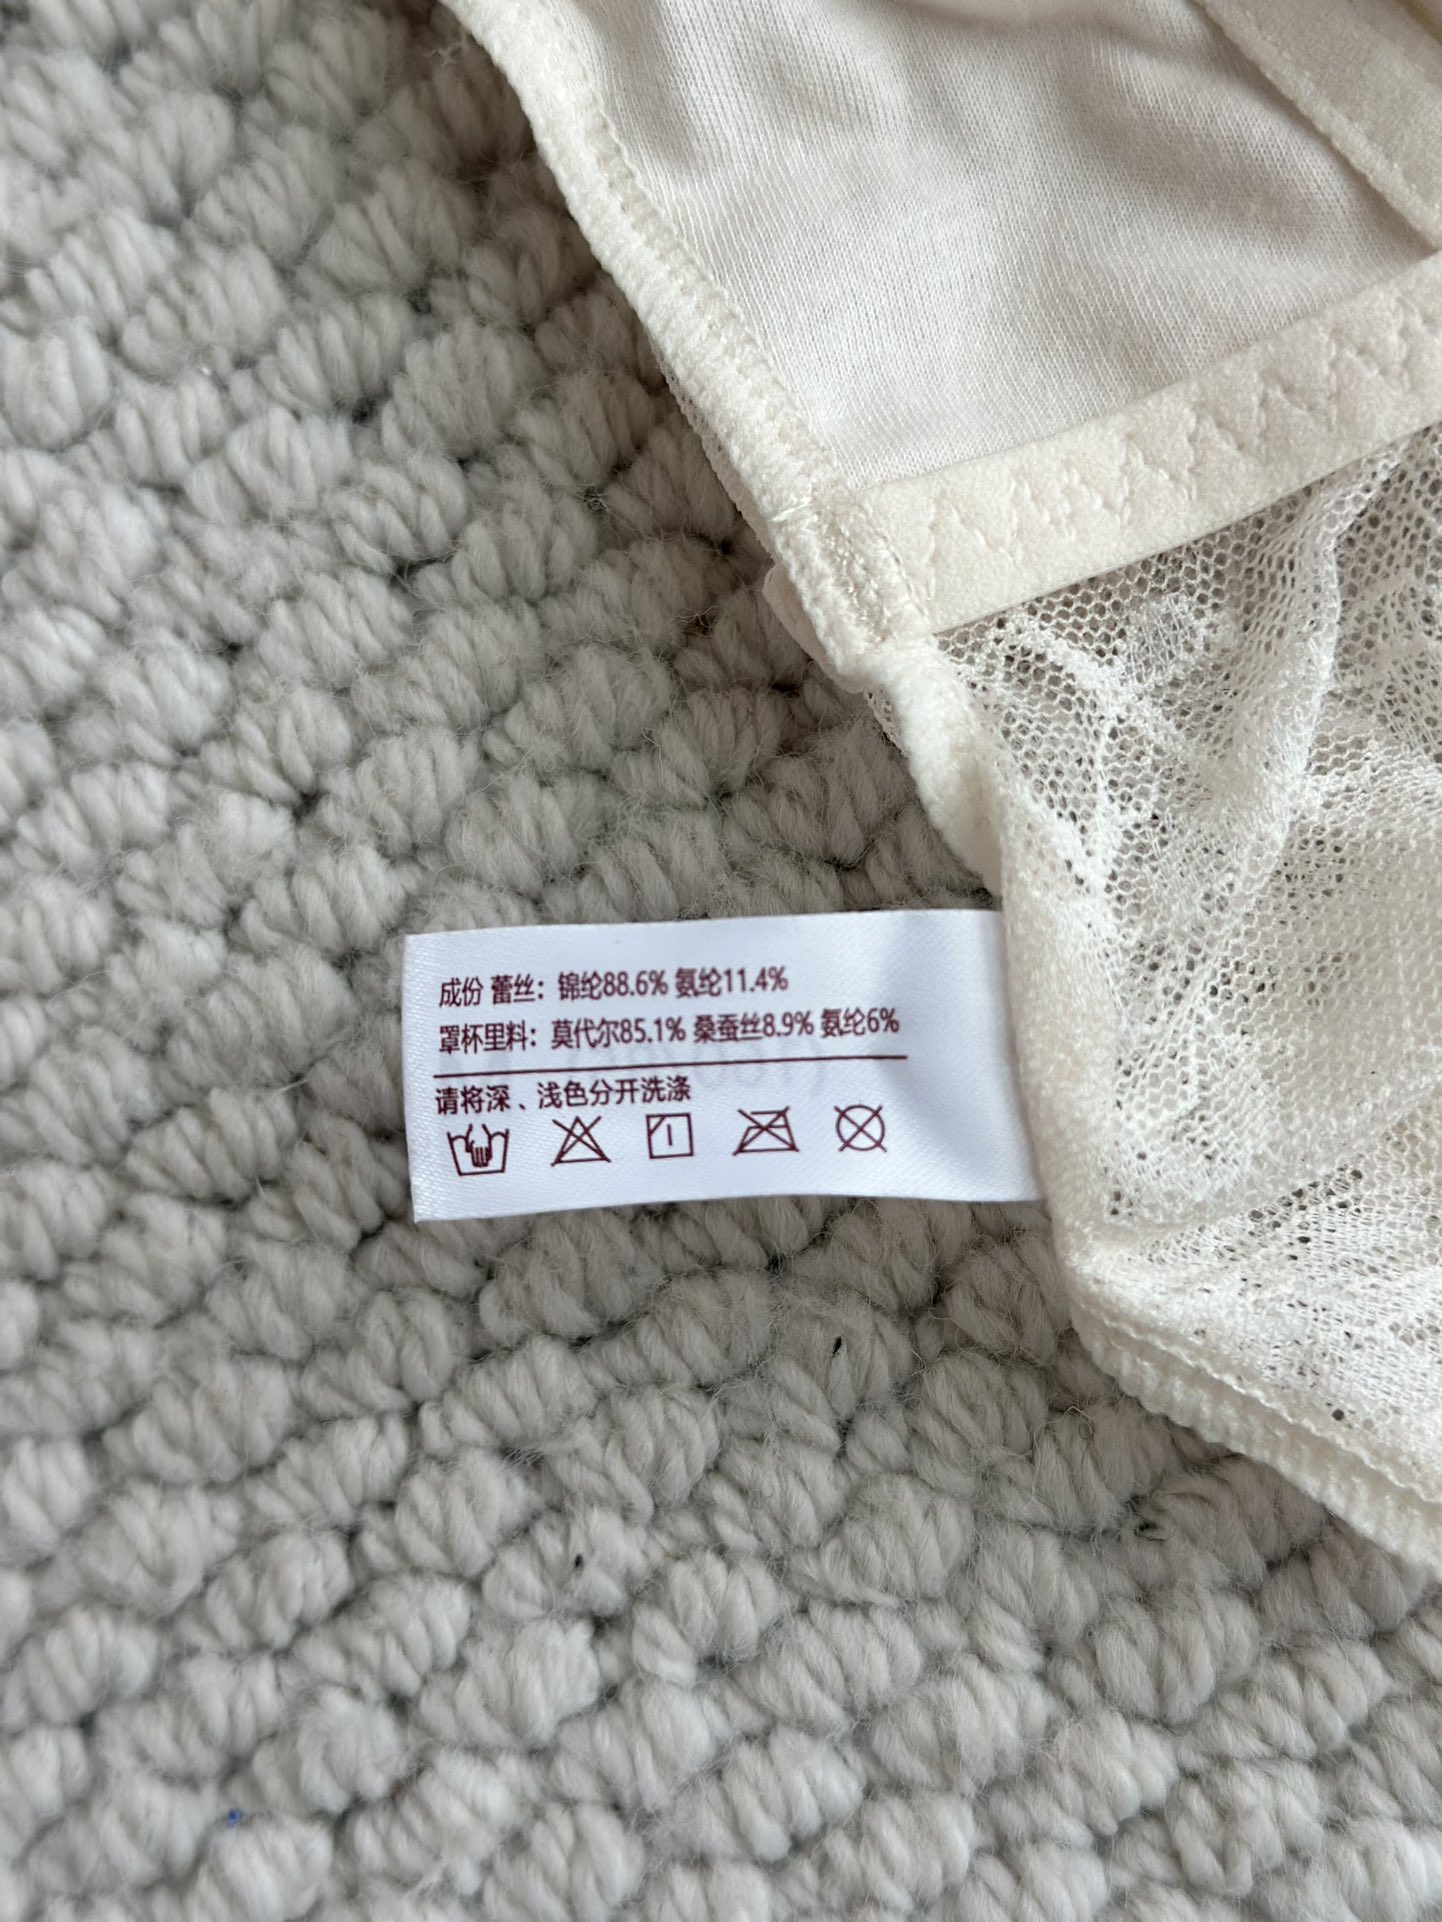 成份 蕾丝：锦纶88.6% 氨纶11.4%
罩杯里料：莫代尔85.1% 桑蚕丝8.9% 氨纶6%
请将深、浅色分开洗涤